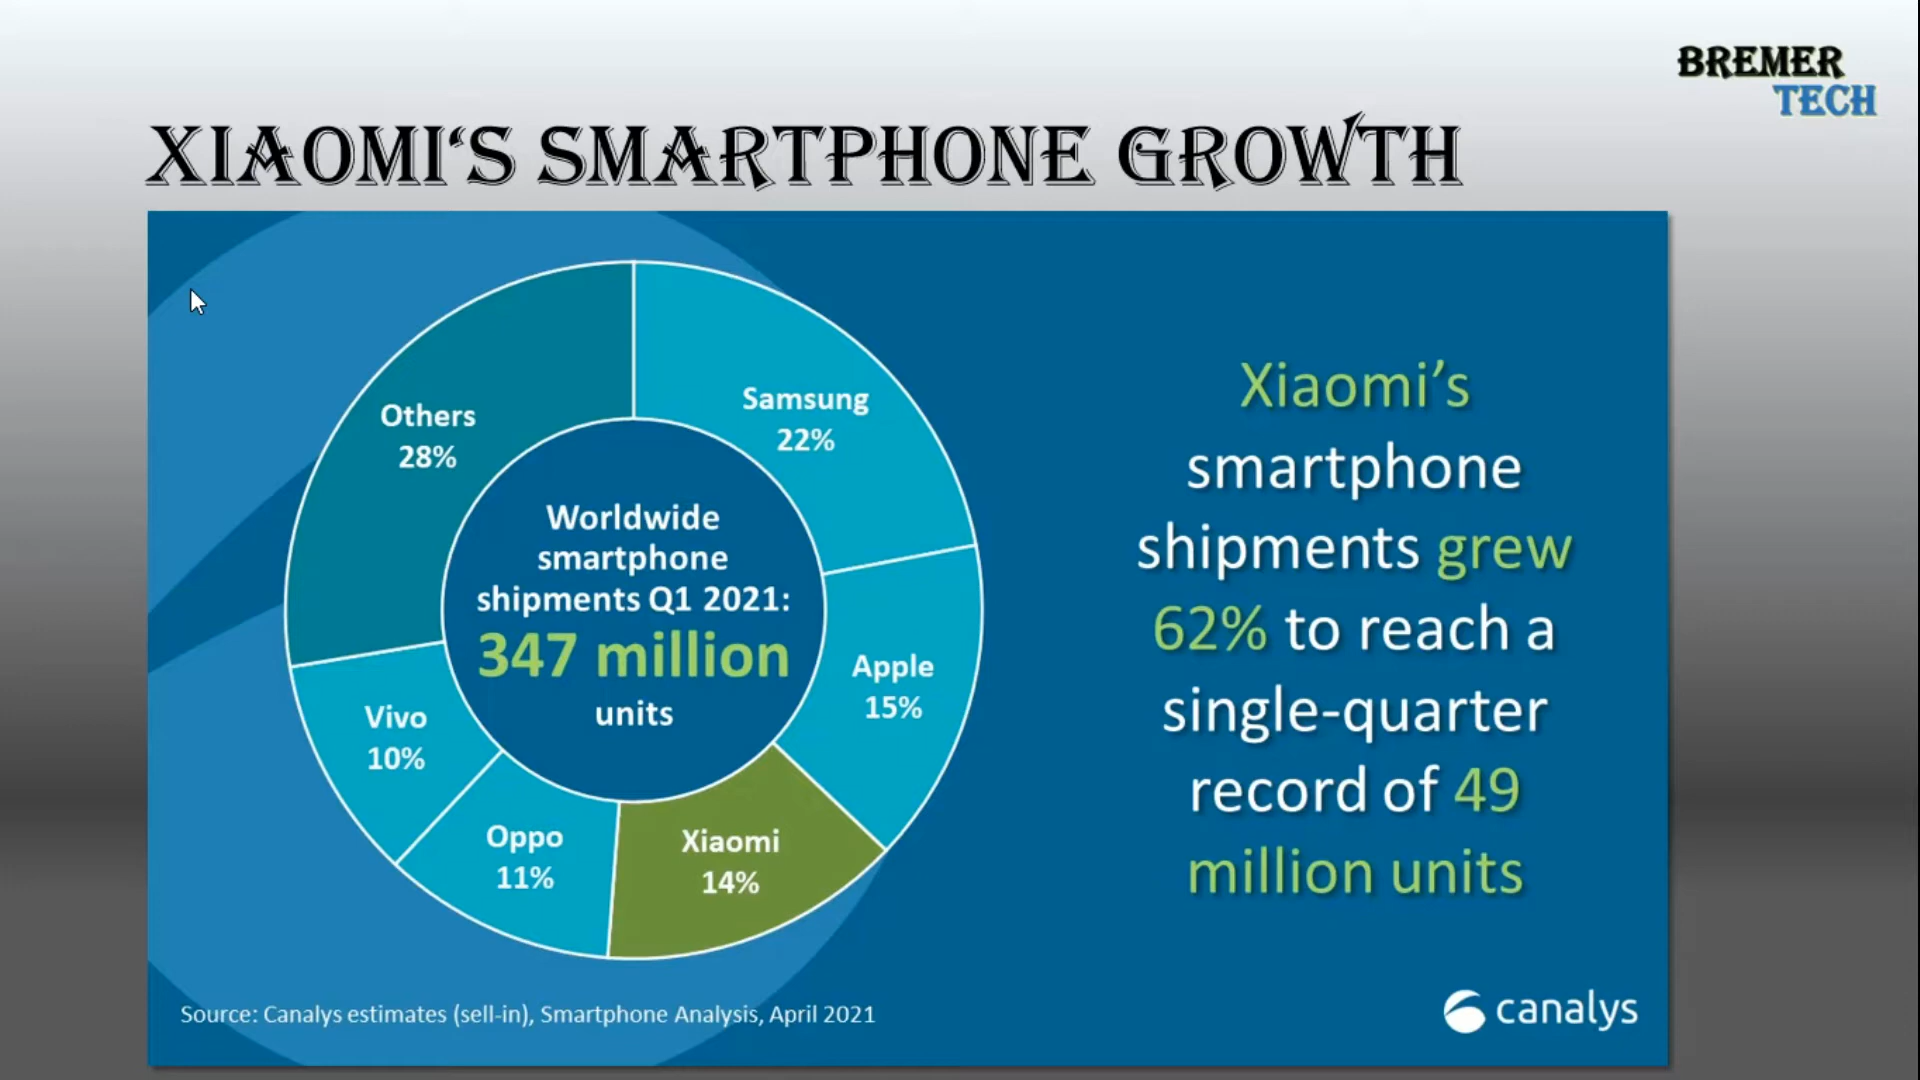 BREMER
TECH
XIAOMI‘S SMARTPHONE GROWTH
Others
28%
Samsung
22%
Worldwide
smartphone
shipments Q1 2021:
347 million
units
Apple
15%
Vivo
10%
Oppo
11%
Xiaomi
14%
Xiaomi’s
smartphone
shipments grew
62% to reach a
single-quarter
record of 49
million units
Source: Canalys estimates (sell-in), Smartphone Analysis, April 2021
canalys